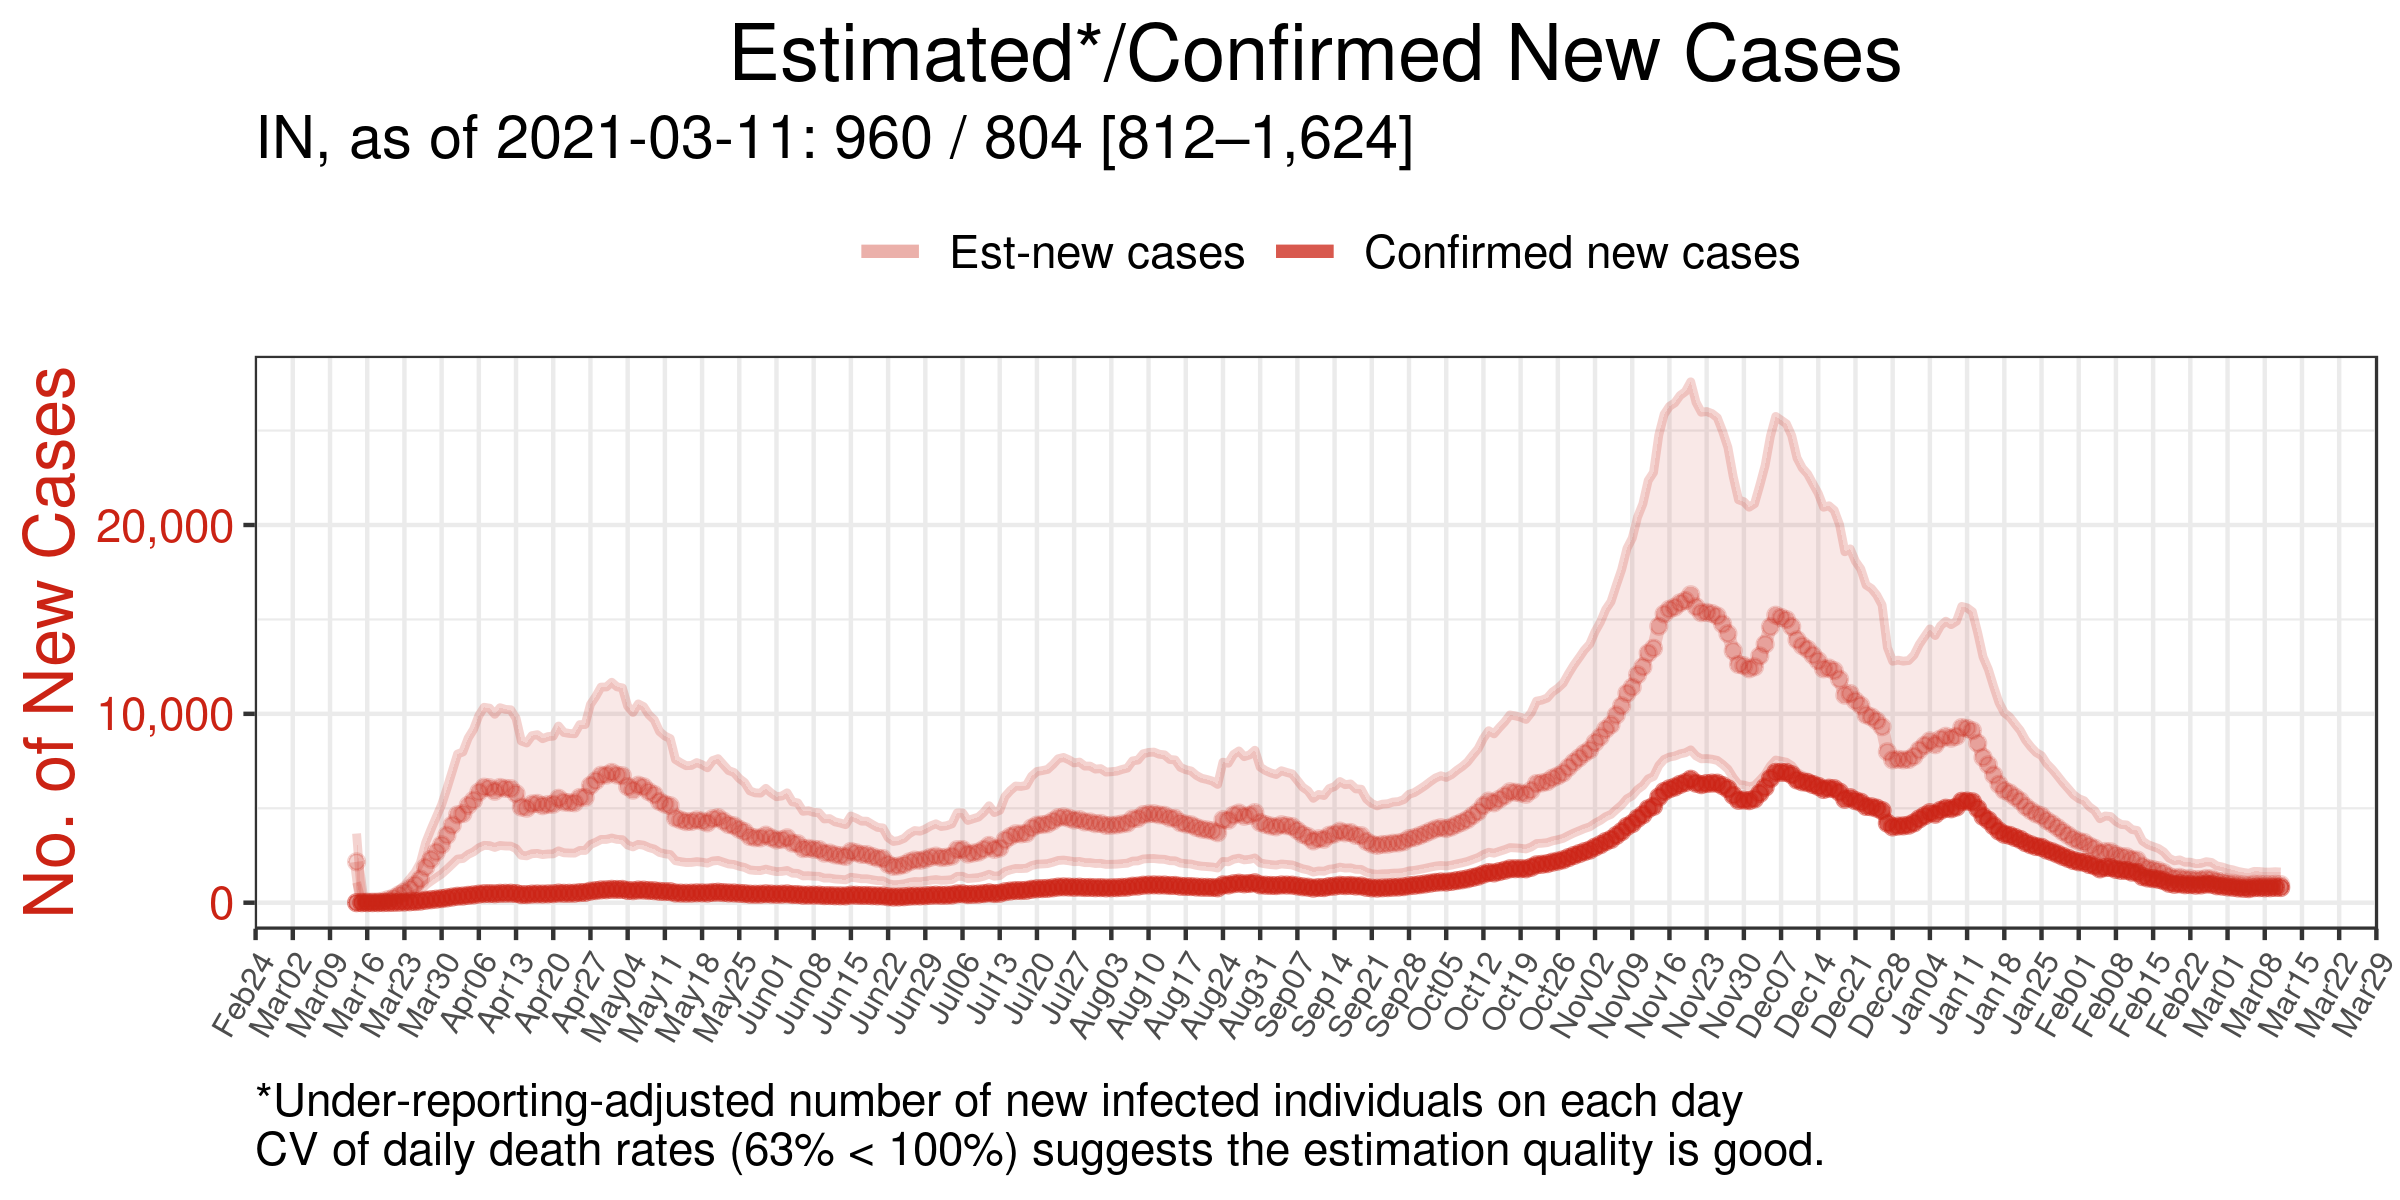 Estimated*/Confirmed New Cases
IN, as of 2021-03-11: 960 / 804 [812–1,624]
Est-new cases
Confirmed new cases
No. of New Cases
20,000
10,000
0
Feb24
Mar02
Mar09
Mar16
Mar23
Mar30
Apr06
Apr13
Apr20
Apr27
May04
May11
May18
May25
Jun01
Jun08
Jun15
Jun22
Jun29
Jul06
Jul13
Jul20
Jul27
Aug03
Aug10
Aug17
Aug24
Aug31
Sep07
Sep14
Sep21
Sep28
Oct05
Oct12
Oct19
Oct26
Nov02
Nov09
Nov16
Nov23
Nov30
Dec07
Dec14
Dec21
Dec28
Jan04
Jan11
Jan18
Jan25
Feb01
Feb08
Feb15
Feb22
Mar01
Mar08
Mar15
Mar22
Mar29
*Under-reporting-adjusted number of new infected individuals on each day
CV of daily death rates (63% < 100%) suggests the estimation quality is good.